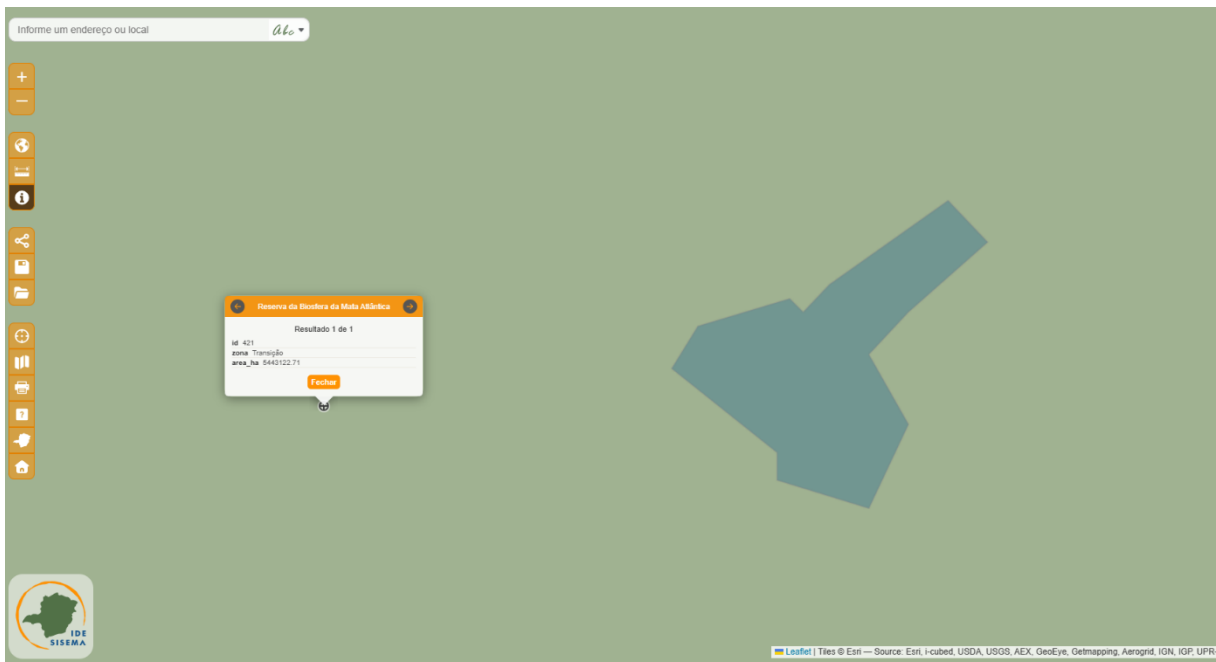 Informe um endereço ou local
Abc
Reserva da Biosfera da Mata Atlântica
Resultado 1 de 1
id 421
zona Transição
area_ha 5443122.71
Fechar
IDE
SISEMA
Leaflet | Tiles © Esri — Source: Esri, i-cubed, USDA, USGS, AEX, GeoEye, Getmapping, Aerogrid, IGN, IGP, UPR-